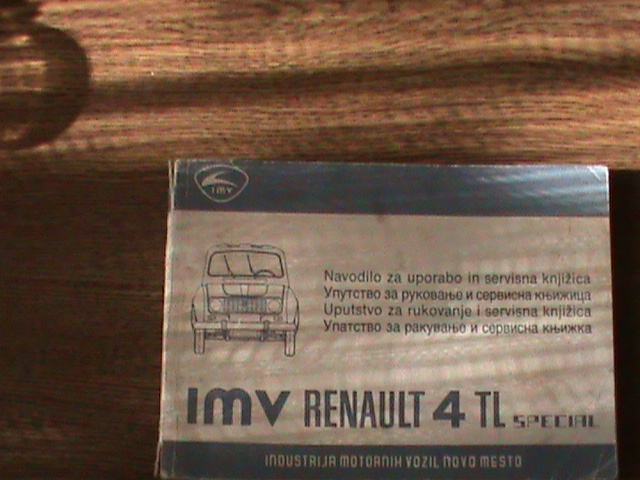 IMV
Navodilo za uporabo in servisna knjižica
Упутство за руковање и сервисна књижица
Uputstvo za rukovanje i servisna knjižica
Упатство за ракување и сервисна книжка
IMV RENAULT 4 TL SPECIAL
INDUSTRIJA MOTORNIH VOZIL NOVO MESTO